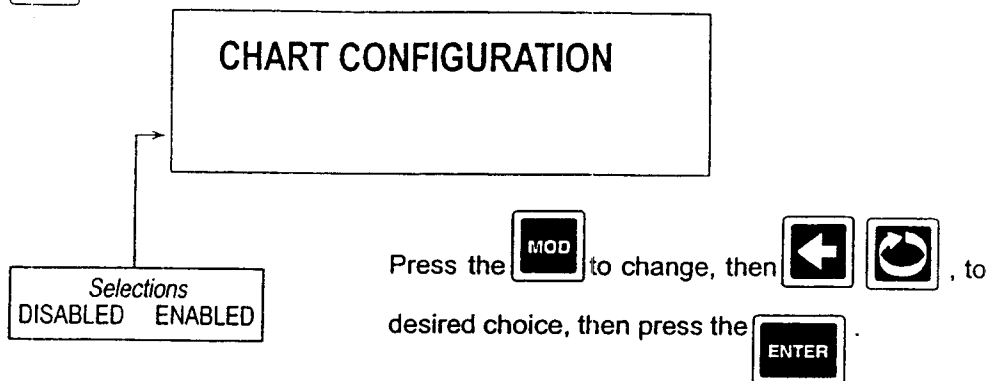 CHART CONFIGURATION
Selections
DISABLED ENABLED
Press the MOD to change, then , to
desired choice, then press the ENTER .